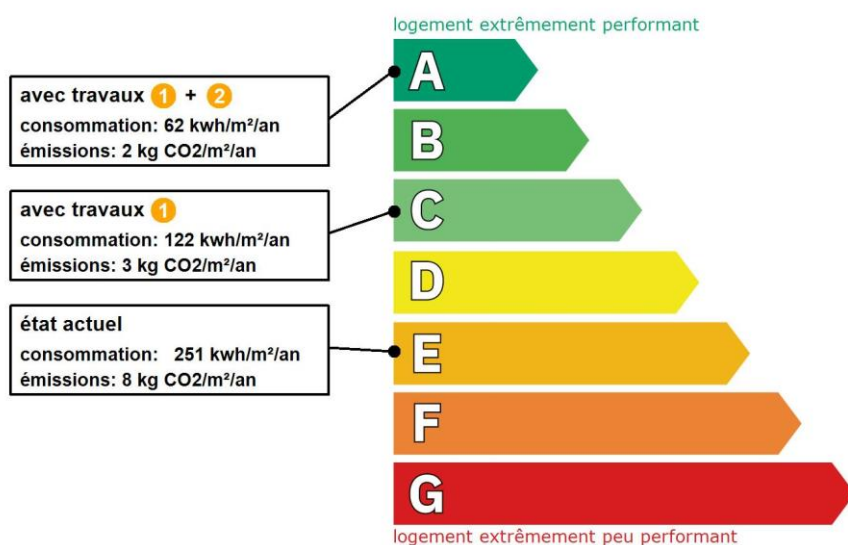 logement extrêmement performant
A
avec travaux 1 + 2
consommation: 62 kwh/m²/an
émissions: 2 kg CO2/m²/an
B
avec travaux 1
consommation: 122 kwh/m²/an
émissions: 3 kg CO2/m²/an
C
D
état actuel
consommation: 251 kwh/m²/an
émissions: 8 kg CO2/m²/an
E
F
G
logement extrêmement peu performant